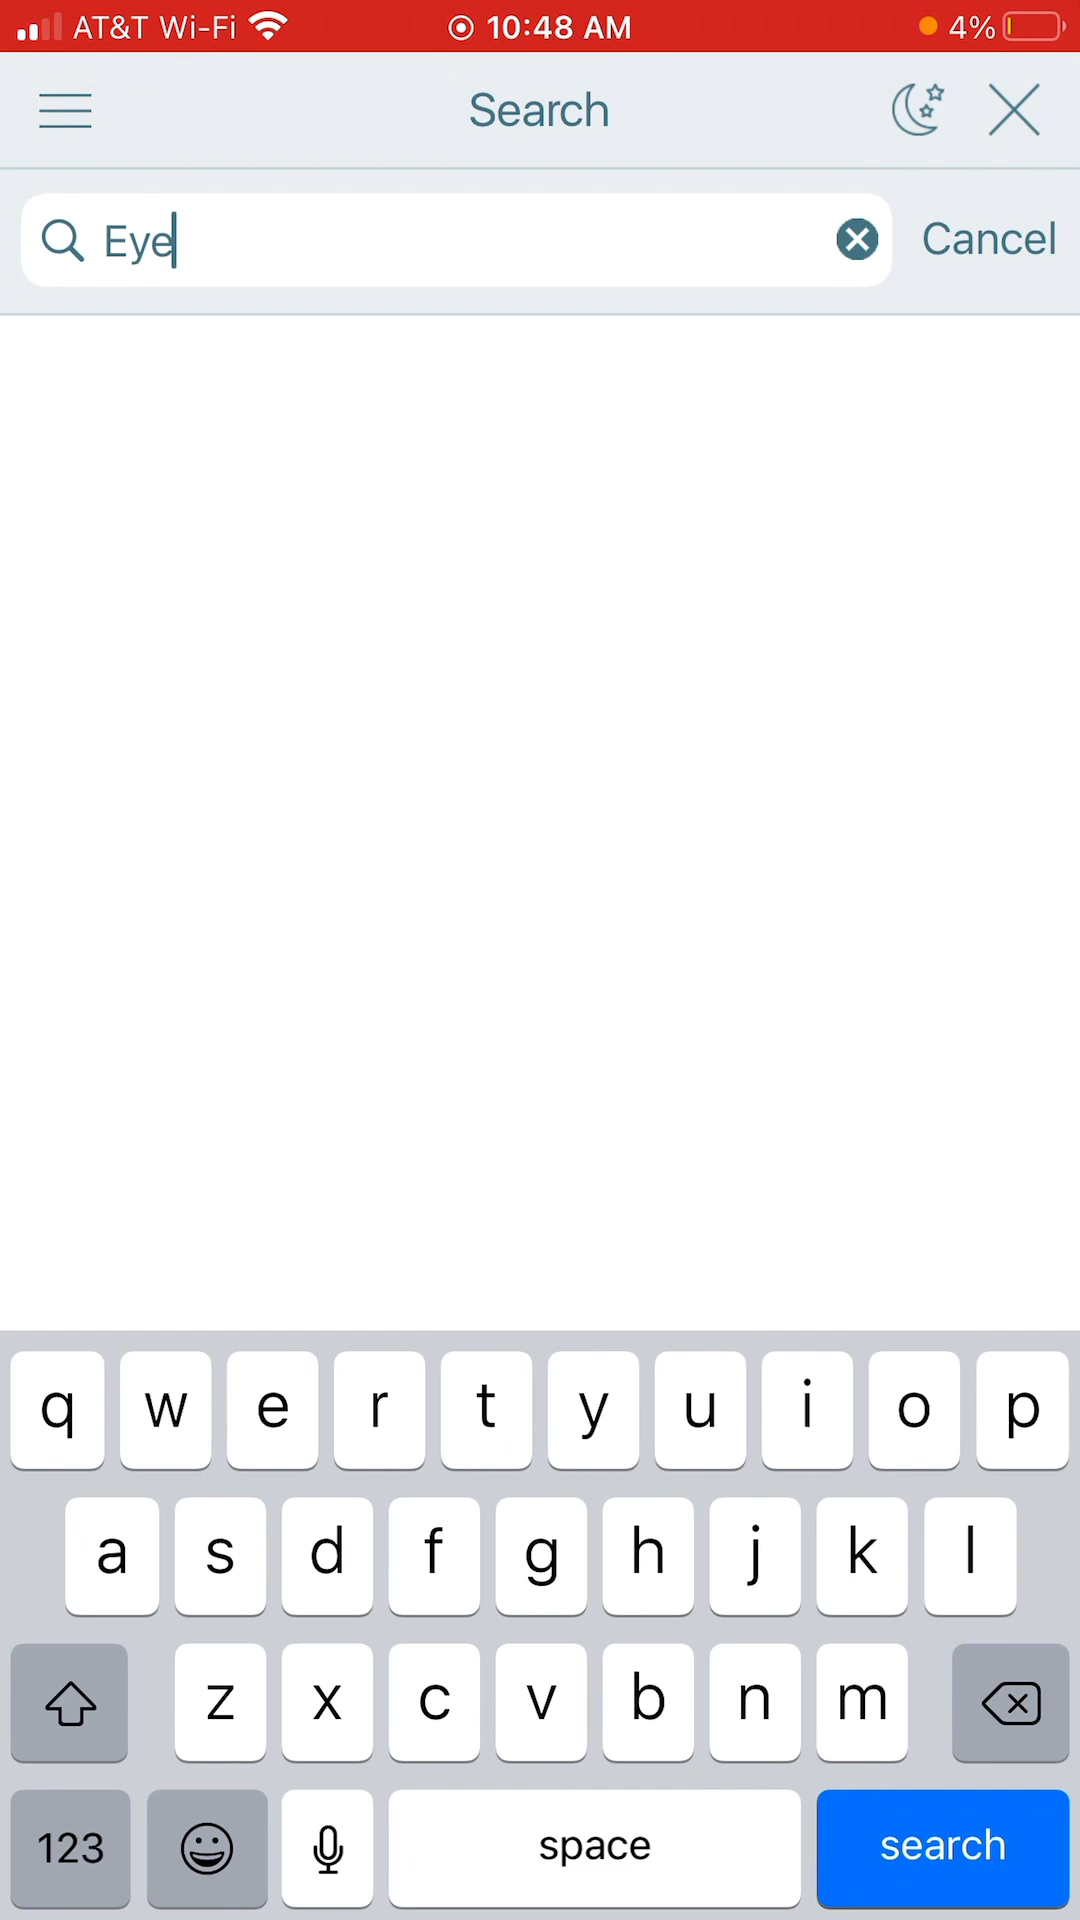 AT&T Wi-Fi 10:48 AM 4%
Search
Eye Cancel
q w e r t y u i o p
a s d f g h j k l
z x c v b n m
123 space search